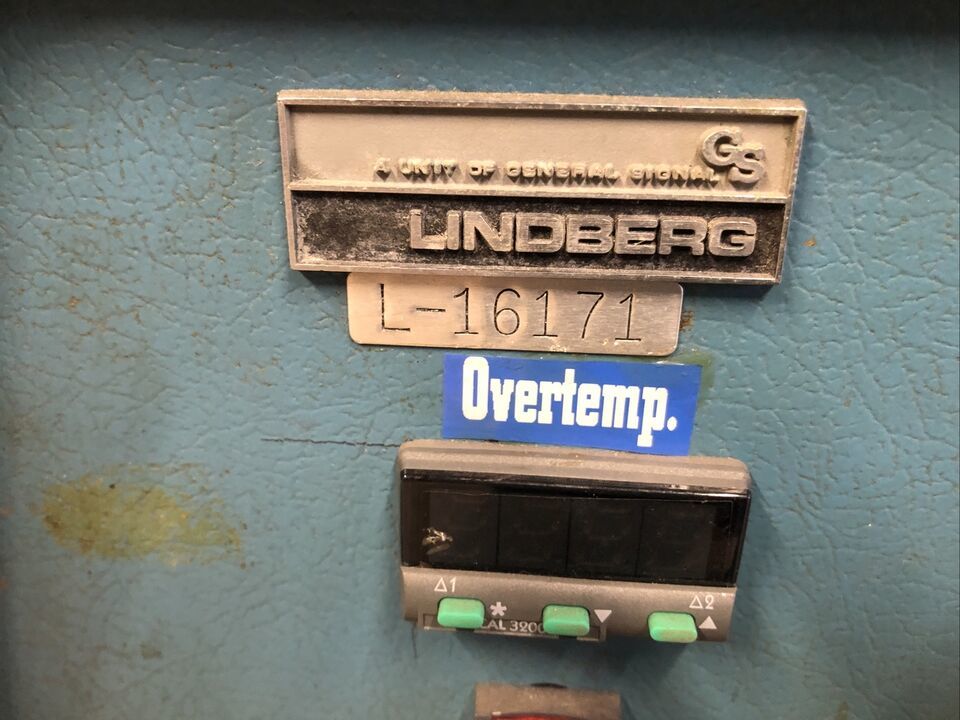 GS
A UNIT OF GENERAL SIGNAL
LINDBERG
L-16171
Overtemp.
Δ1 Δ2
* ▼ ▲
CAL 3200